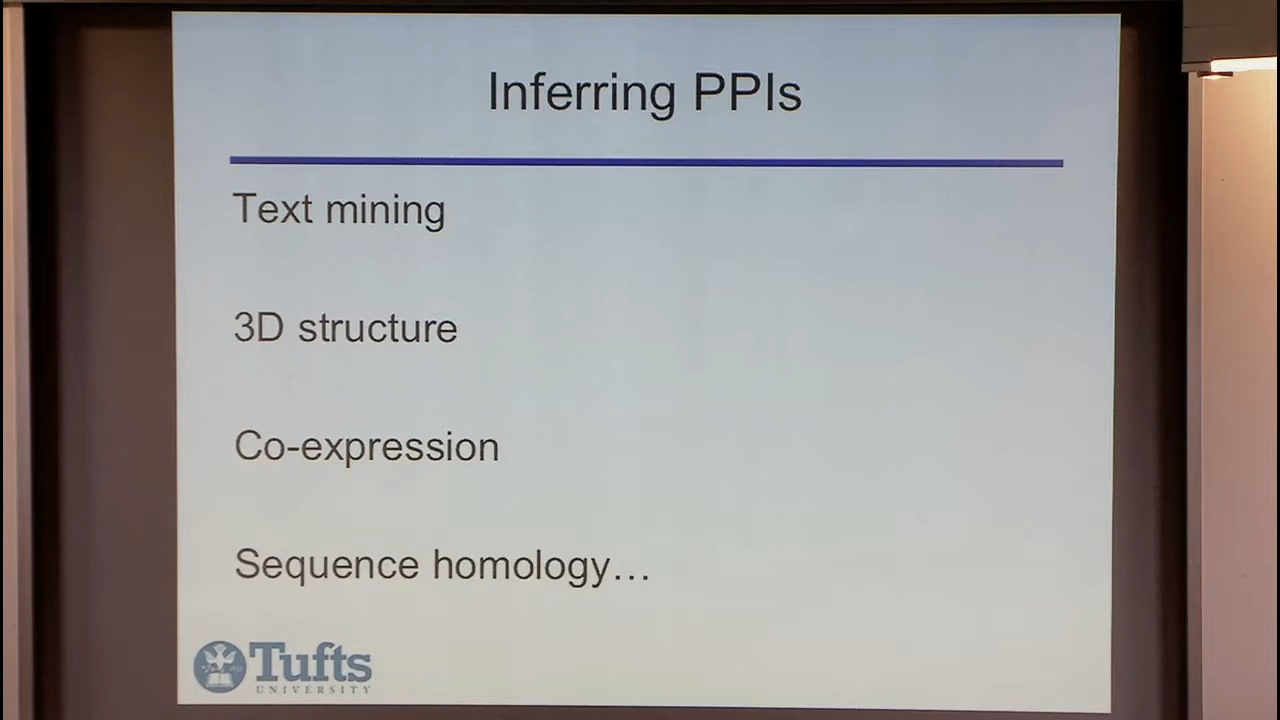 Inferring PPIs
Text mining
3D structure
Co-expression
Sequence homology…
Tufts
UNIVERSITY